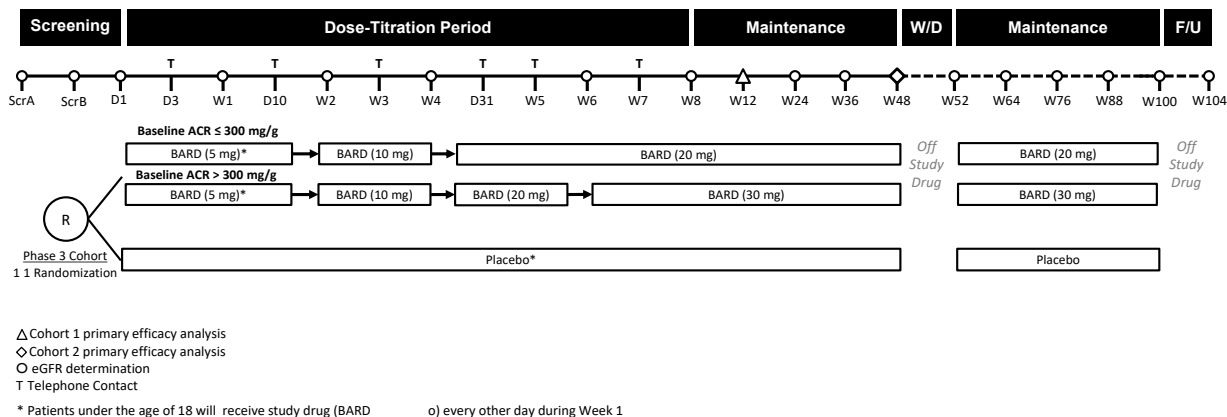 Screening Dose-Titration Period Maintenance W/D Maintenance F/U
T T T T T T
ScrA ScrB D1 D3 W1 D10 W2 W3 W4 D31 W5 W6 W7 W8 W12 W24 W36 W48 W52 W64 W76 W88 W100 W104
Baseline ACR ≤ 300 mg/g
BARD (5 mg)* BARD (10 mg) BARD (20 mg)
Off Study Drug
BARD (20 mg)
Off Study Drug
Baseline ACR > 300 mg/g
BARD (5 mg)* BARD (10 mg) BARD (20 mg) BARD (30 mg) BARD (30 mg)
R
Phase 3 Cohort
1 1 Randomization
Placebo* Placebo
Cohort 1 primary efficacy analysis
Cohort 2 primary efficacy analysis
eGFR determination
T Telephone Contact
* Patients under the age of 18 will receive study drug (BARD o) every other day during Week 1